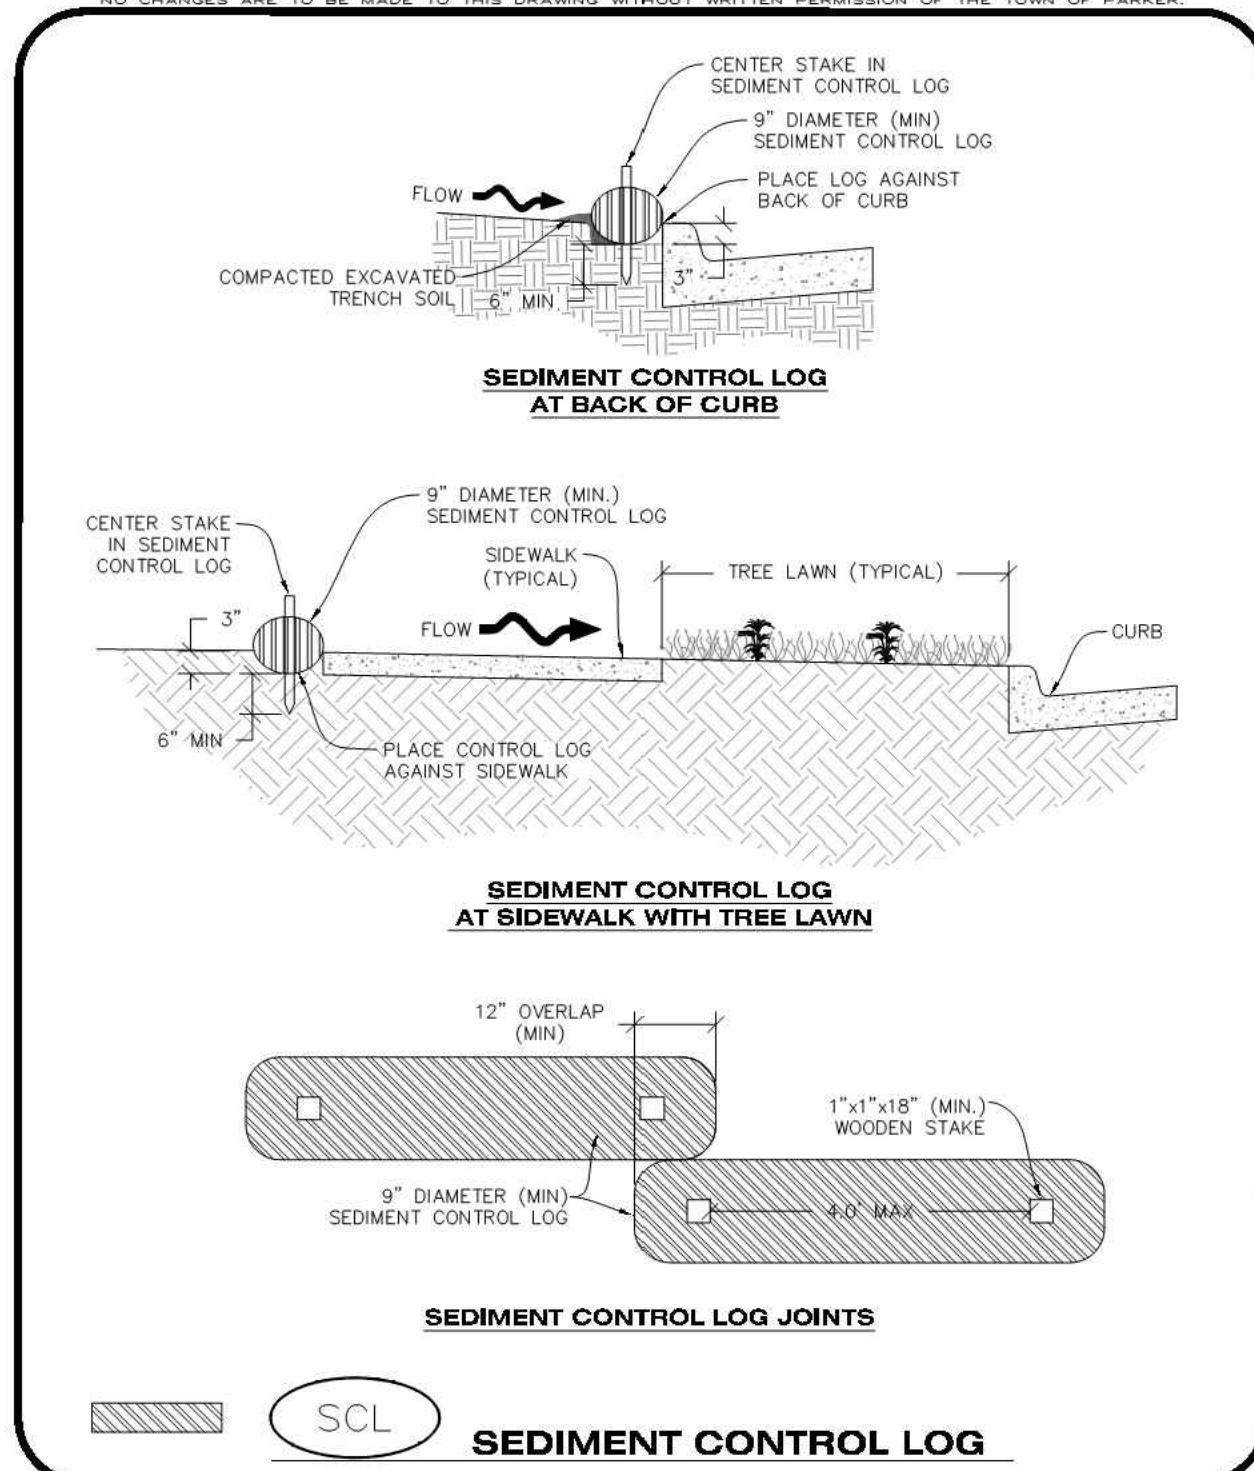 NO CHANGES ARE TO BE MADE TO THIS DRAWING WITHOUT WRITTEN PERMISSION OF THE TOWN OF PARKER.
CENTER STAKE IN
SEDIMENT CONTROL LOG
9" DIAMETER (MIN)
SEDIMENT CONTROL LOG
PLACE LOG AGAINST
BACK OF CURB
FLOW
COMPACTED EXCAVATED
TRENCH SOIL
6" MIN
3"
SEDIMENT CONTROL LOG
AT BACK OF CURB
9" DIAMETER (MIN.)
SEDIMENT CONTROL LOG
CENTER STAKE
IN SEDIMENT
CONTROL LOG
SIDEWALK
(TYPICAL)
TREE LAWN (TYPICAL)
3"
FLOW
CURB
6" MIN
PLACE CONTROL LOG
AGAINST SIDEWALK
SEDIMENT CONTROL LOG
AT SIDEWALK WITH TREE LAWN
12" OVERLAP
(MIN)
1"x1"x18" (MIN.)
WOODEN STAKE
9" DIAMETER (MIN)
SEDIMENT CONTROL LOG
4.0' MAX
SEDIMENT CONTROL LOG JOINTS
SCL
SEDIMENT CONTROL LOG